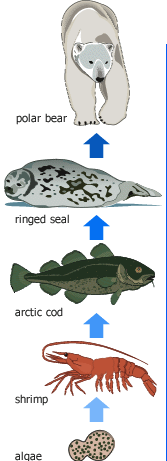 polar bear
ringed seal
arctic cod
shrimp
algae